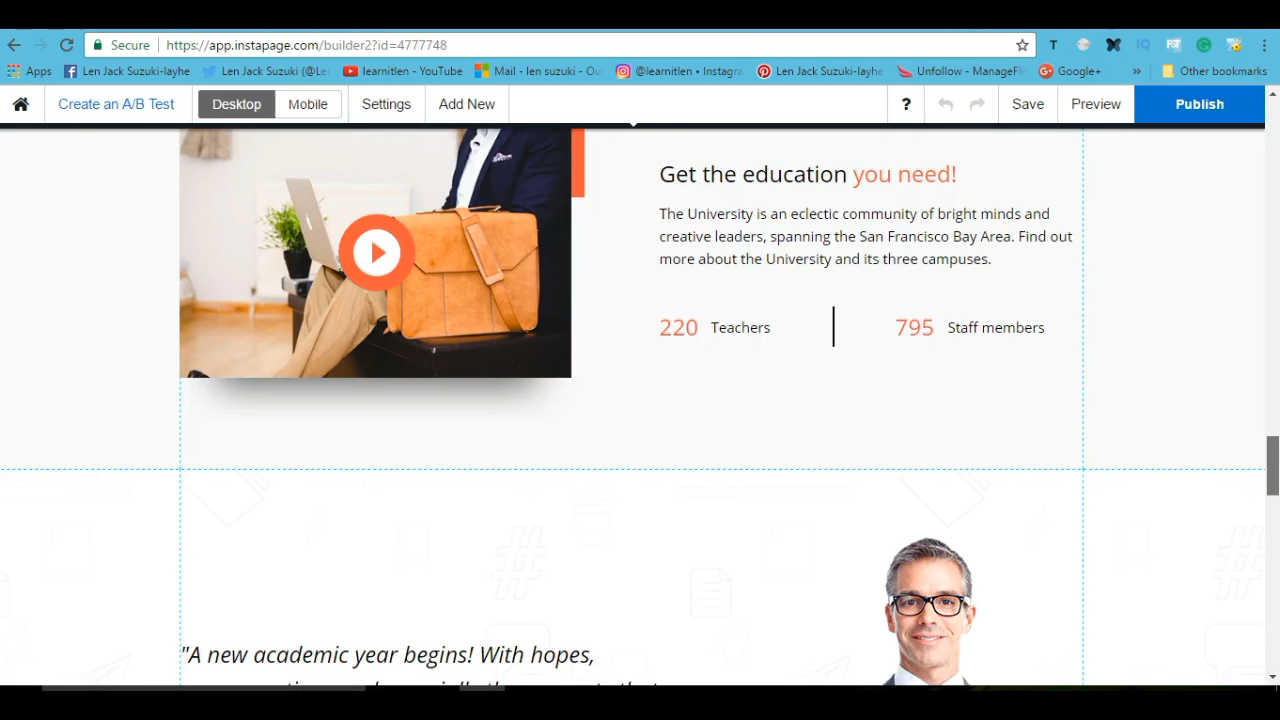 Secure https://app.instapage.com/builder2?id=4777748
Apps Len Jack Suzuki-layhe Len Jack Suzuki (@Le learnitlen - YouTube Mail - len suzuki - Ou @learnitlen • Instagra Len Jack Suzuki-layhe Unfollow - ManageFl Google+ » Other bookmarks
Create an A/B Test Desktop Mobile Settings Add New ? Save Preview Publish
Get the education you need!
The University is an eclectic community of bright minds and
creative leaders, spanning the San Francisco Bay Area. Find out
more about the University and its three campuses.
220 Teachers 795 Staff members
"A new academic year begins! With hopes,